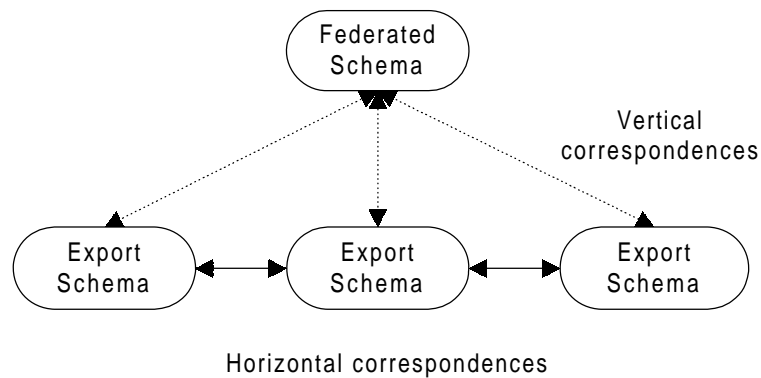 Federated
Schema
Vertical
correspondences
Export
Schema
Export
Schema
Export
Schema
Horizontal correspondences